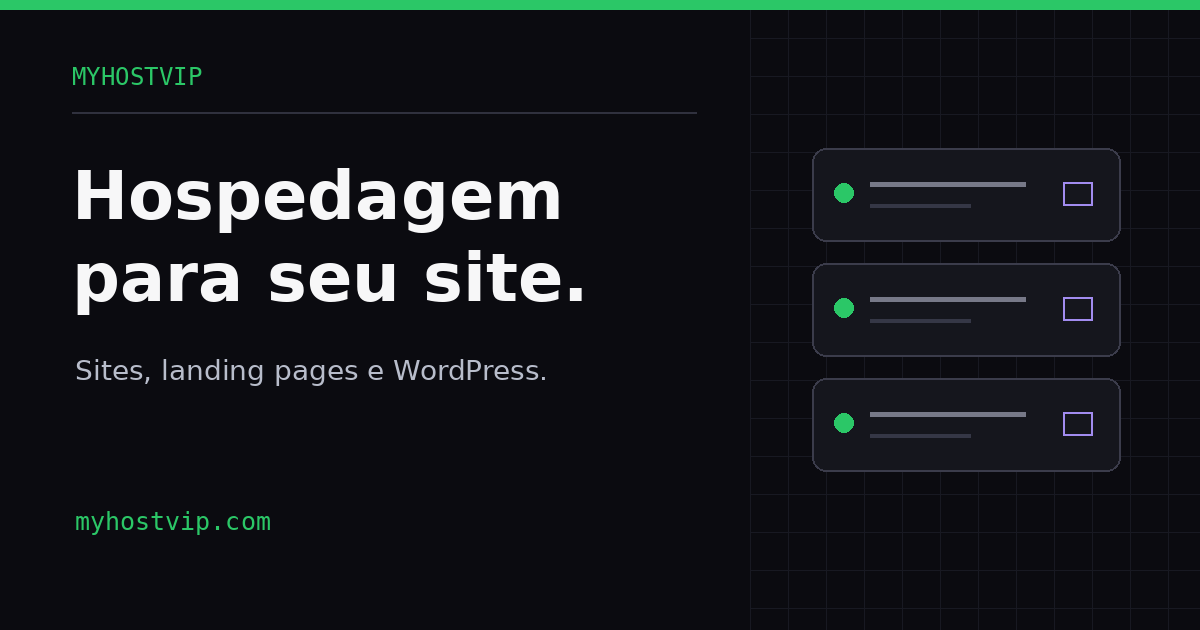 MYHOSTVIP
Hospedagem
para seu site.
Sites, landing pages e WordPress.
myhostvip.com